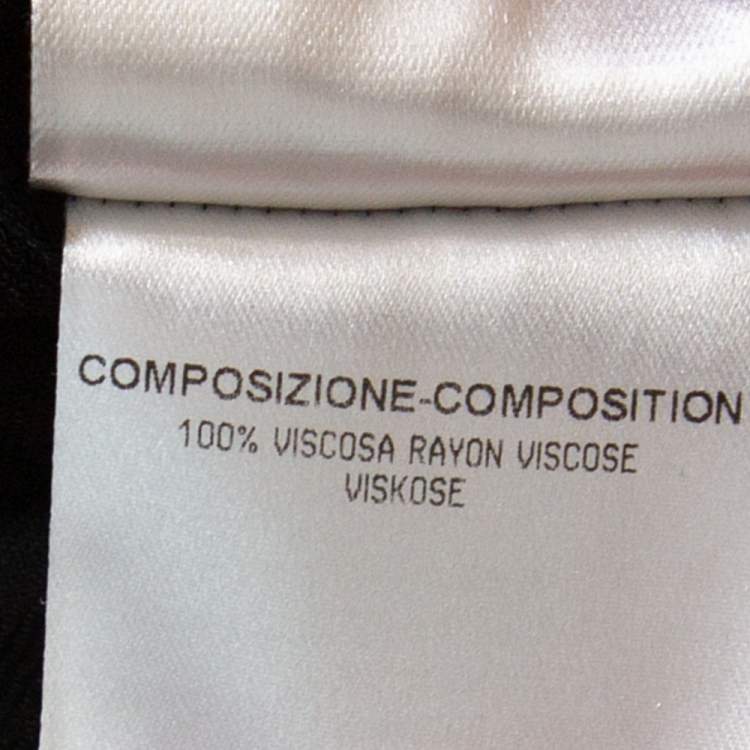 COMPOSIZIONE-COMPOSITION
100% VISCOSA RAYON VISCOSE
VISKOSE